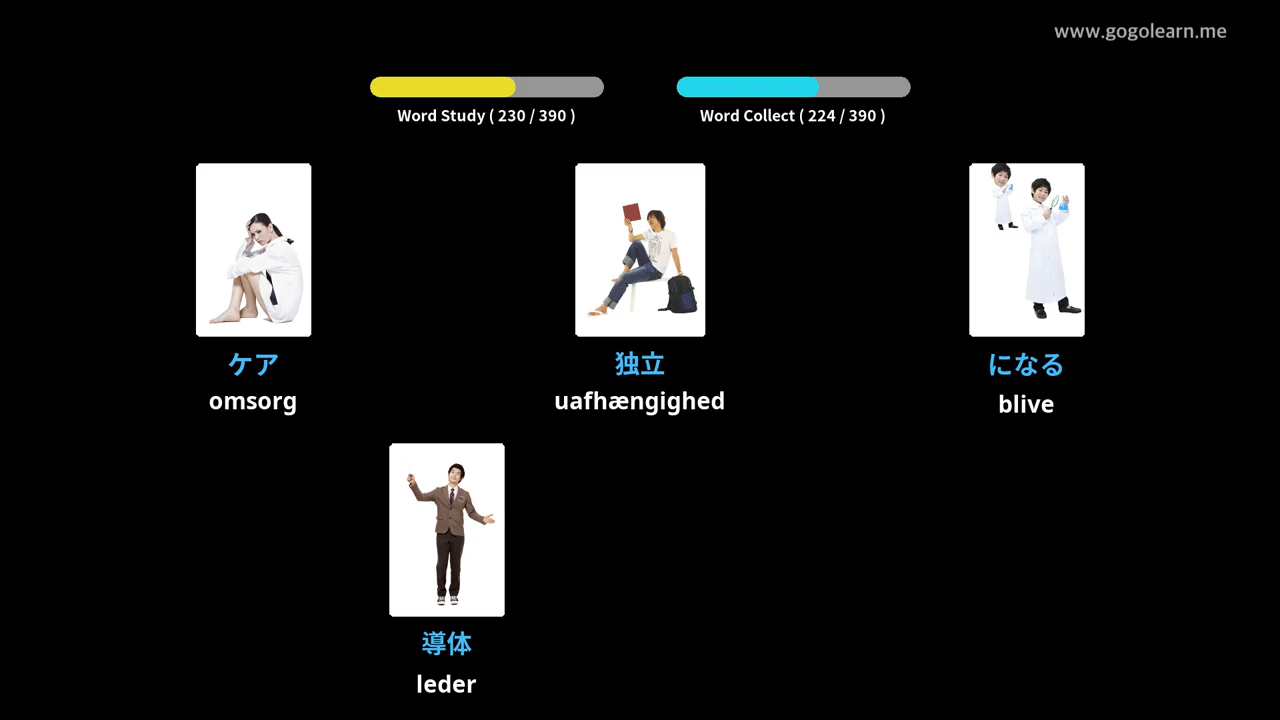 www.gogolearn.me
Word Study ( 230 / 390 )
Word Collect ( 224 / 390 )
ケア
omsorg
独立
uafhængighed
になる
blive
導体
leder